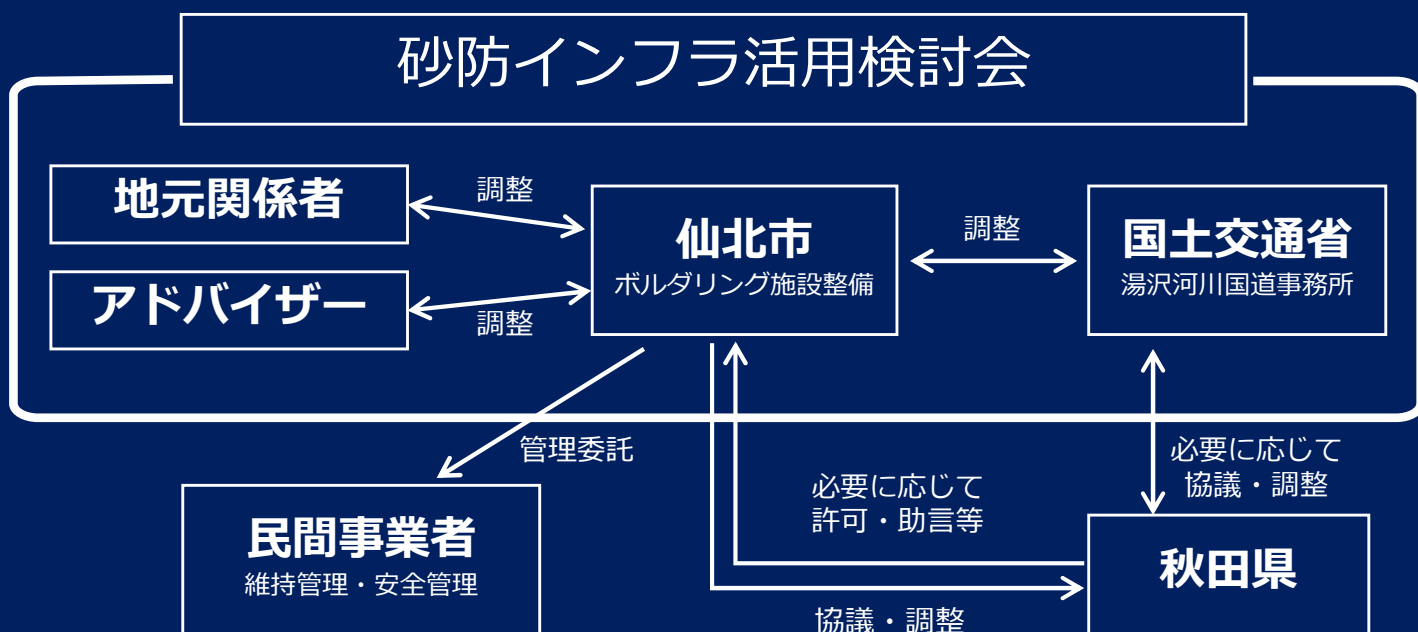 砂防インフラ活用検討会
地元関係者
調整
アドバイザー
調整
仙北市
ボルダリング施設整備
調整
国土交通省
湯沢河川国道事務所
管理委託
民間事業者
維持管理・安全管理
必要に応じて
許可・助言等
協議・調整
必要に応じて
協議・調整
秋田県